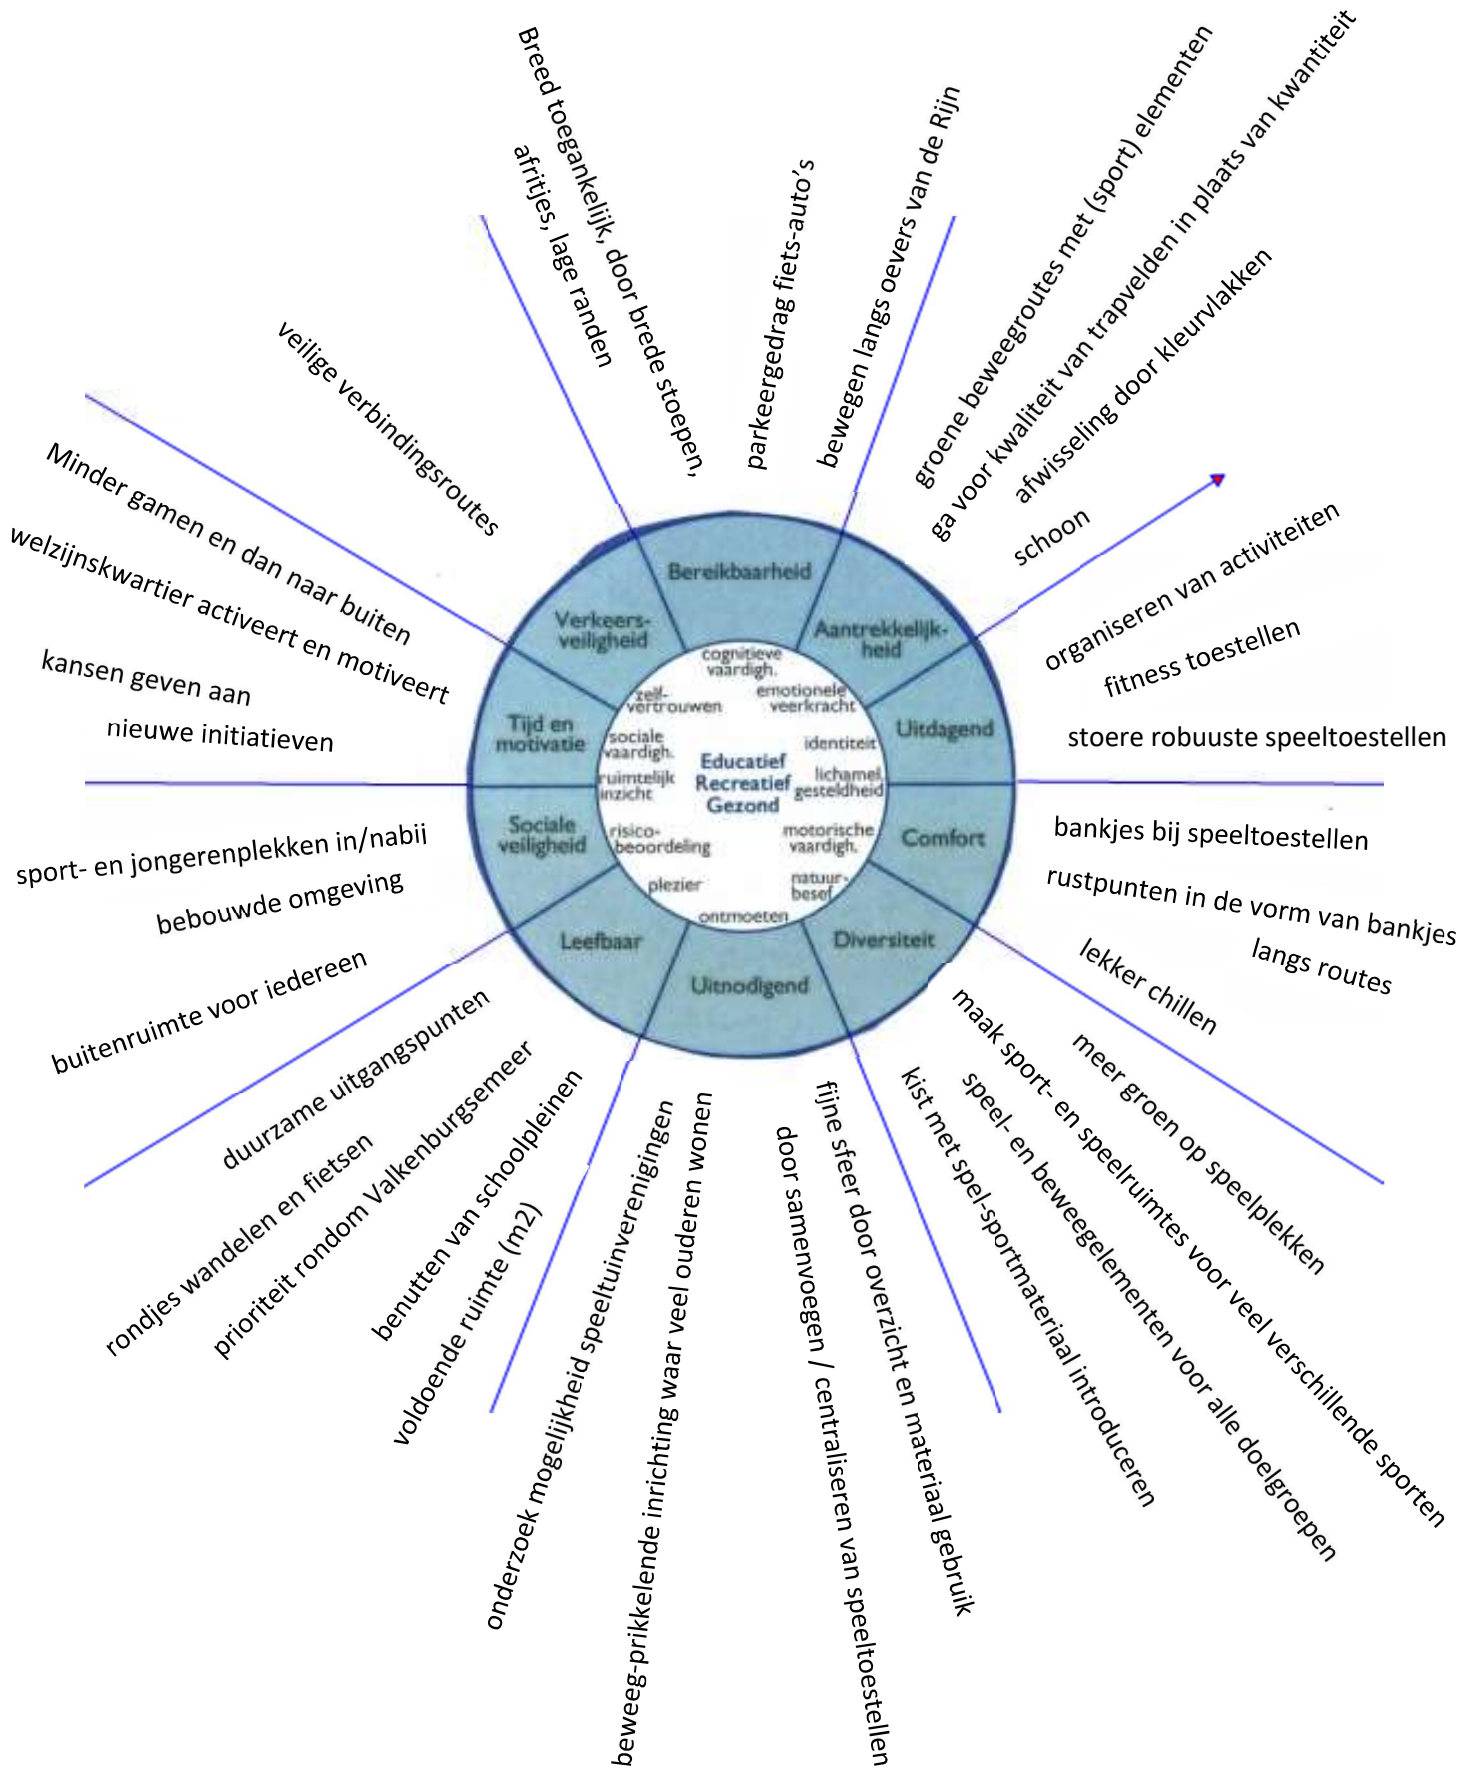 Breed toegankelijk, door brede stoepen,
afritjes, lage randen
parkeergedrag fiets-auto's
bewegen langs oevers van de Rijn
groene beweegroutes met (sport) elementen
ga voor kwaliteit van trapvelden in plaats van kwantiteit
afwisseling door kleurvlakken
schoon
organiseren van activiteiten
fitness toestellen
stoere robuuste speeltoestellen
bankjes bij speeltoestellen
rustpunten in de vorm van bankjes
langs routes
lekker chillen
meer groen op speelplekken
maak sport- en speelruimtes voor veel verschillende sporten
speel- en beweegelementen voor alle doelgroepen
kist met spel-sportmateriaal introduceren
fijne sfeer door overzicht en materiaal gebruik
door samenvoegen / centraliseren van speeltoestellen
beweeg-prikkelende inrichting waar veel ouderen wonen
onderzoek mogelijkheid speeltuinverenigingen
voldoende ruimte (m2)
benutten van schoolpleinen
prioriteit rondom Valkenburgsemeer
rondjes wandelen en fietsen
duurzame uitgangspunten
buitenruimte voor iedereen
sport- en jongerenplekken in/nabii
bebouwde omgeving
kansen geven aan
nieuwe initiatieven
welzijnskwartier activeert en motiveert
Minder gamen en dan naar buiten
veilige verbindingsroutes
Bereikbaarheid
Aantrekkelijk-
heid
Uitdagend
Comfort
Diversiteit
Uitnodigend
Leefbaar
Sociale
veiligheid
Tijd en
motivatie
Verkeers-
veiligheid
cognitieve
vaardigh.
emotionele
veerkracht
identiteit
lichamel.
gesteldheid
motorische
vaardigh.
natuur-
besef
ontmoeten
plezier
risico-
beoordeling
ruimtelijk
inzicht
sociale
vaardigh.
zelf-
vertrouwen
Educatief
Recreatief
Gezond